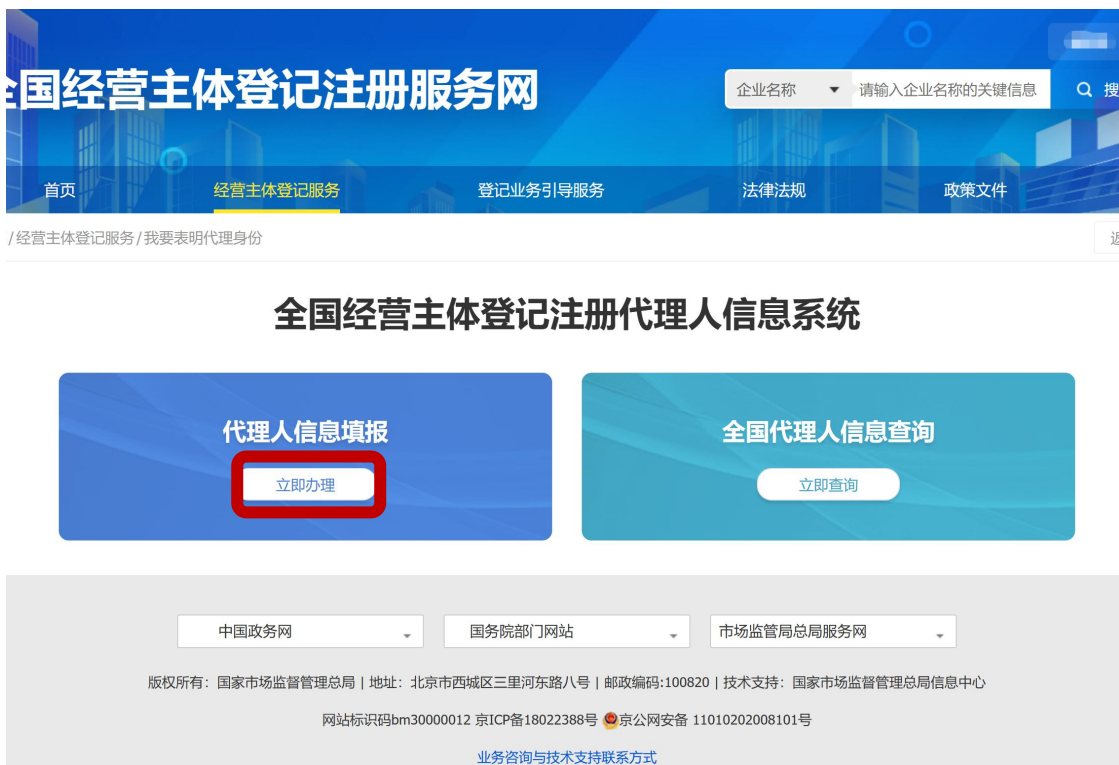 国经营主体登记注册服务网
企业名称 请输入企业名称的关键信息 搜
首页 经营主体登记服务 登记业务引导服务 法律法规 政策文件
/经营主体登记服务/我要表明代理身份
全国经营主体登记注册代理人信息系统
代理人信息填报 全国代理人信息查询
立即办理 立即查询
中国政务网 国务院部门网站 市场监管局总局服务网
版权所有：国家市场监督管理总局 | 地址：北京市西城区三里河东路八号 | 邮政编码:100820 | 技术支持：国家市场监督管理总局信息中心
网站标识码bm30000012 京ICP备18022388号 京公网安备 11010202008101号
业务咨询与技术支持联系方式